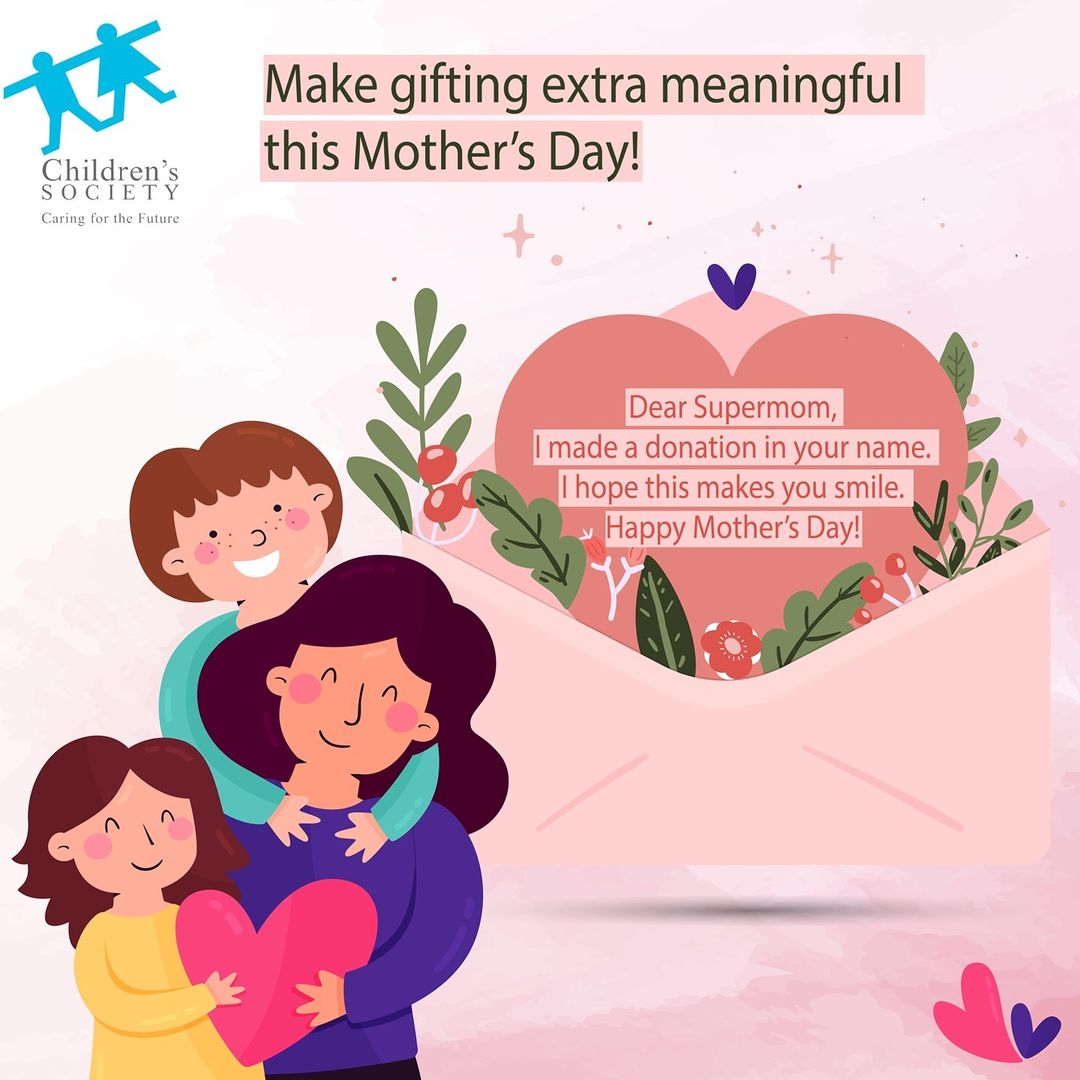 Children's
SOCIETY
Caring for the Future
Make gifting extra meaningful
this Mother's Day!
Dear Supermom,
I made a donation in your name.
I hope this makes you smile.
Happy Mother's Day!